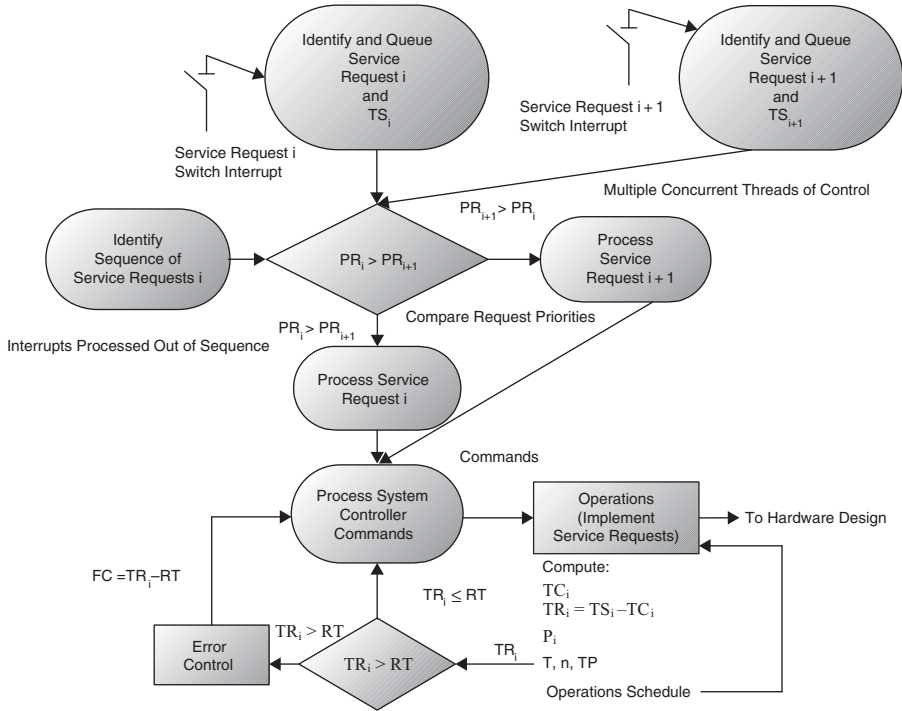 Identify and Queue
Service
Request i
and
TS_i
Service Request i
Switch Interrupt
Identify and Queue
Service
Request i + 1
and
TS_{i+1}
Service Request i + 1
Switch Interrupt
Multiple Concurrent Threads of Control
Identify
Sequence of
Service Requests i
PR_i > PR_{i+1}
PR_{i+1} > PR_i
Process
Service
Request i + 1
Compare Request Priorities
PR_i > PR_{i+1}
Interrupts Processed Out of Sequence
Process Service
Request i
Commands
Process System
Controller
Commands
Operations
(Implement
Service Requests)
To Hardware Design
FC =TR_i–RT
TR_i ≤ RT
Compute:
TC_i
TR_i = TS_i –TC_i
P_i
T, n, TP
Operations Schedule
TR_i
TR_i > RT
TR_i > RT
Error
Control